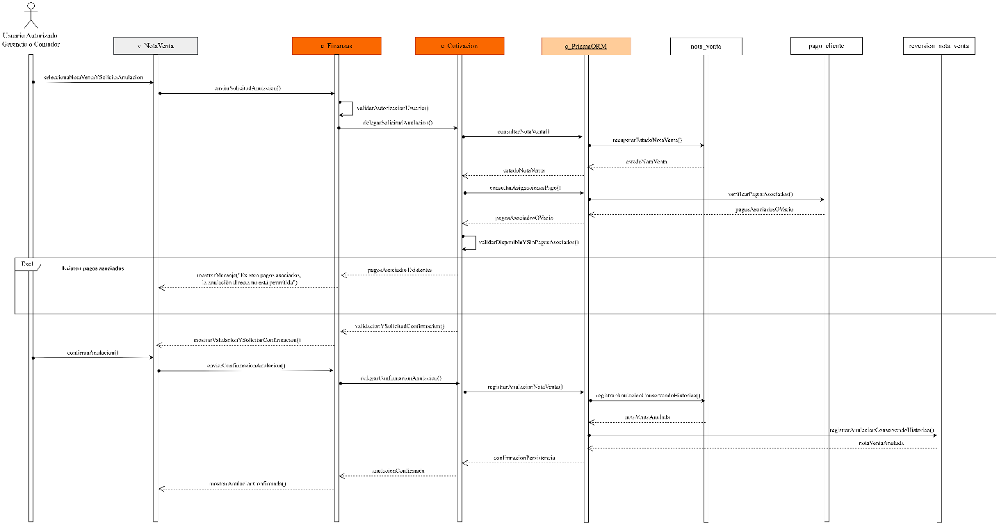 Usuario Autorizado
Gerencia o Contador
v_NotaVenta
c_Finanzas
c_Cotizacion
c_PrismaORM
nota_venta
pago_cliente
reversion_nota_venta
seleccionaNotaVentaYSolicitaAnulacion
enviarSolicitudAnulacion()
validarAutorizacionUsuario()
delegarSolicitudAnulacion()
consultarNotaVenta()
recuperarEstadoNotaVenta()
estadoNotaVenta
estadoNotaVenta
consultarAsignacionesPago()
verificarPagosAsociados()
pagosAsociadosOVacio
pagosAsociadosOVacio
validarDisponibleYSinPagosAsociados()
Exc1
Existen pagos asociados
pagosAsociadosExistentes
mostrarMensaje("Existen pagos asociados,
la anulación directa no esta permitida")
validacionYSolicitudConfirmacion()
mostrarValidacionYSolicitarConfirmacion()
confirmaAnulacion()
enviarConfirmacionAnulacion()
delegarConfirmacionAnulacion()
registrarAnulacionNotaVenta()
registrarAnulacionConservandoHistorico()
notaVentaAnulada
registrarAnulacionConservandoHistorico()
notaVentaAnulada
confirmacionPersistencia
anulacionConfirmada
mostrarAnulacionConfirmada()